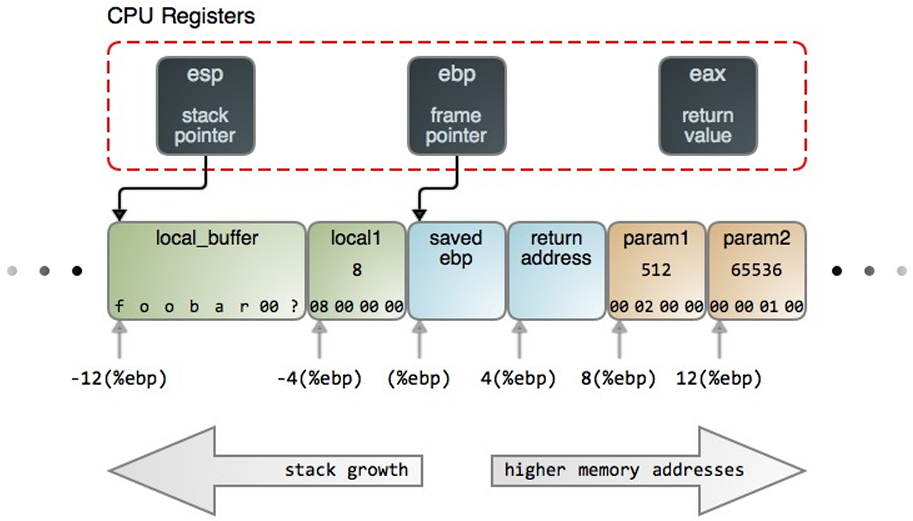 CPU Registers
esp
stack
pointer
ebp
frame
pointer
eax
return
value
local_buffer
f o o b a r 00 ?
local1
8
08 00 00 00
saved
ebp
return
address
param1
512
00 02 00 00
param2
65536
00 00 01 00
-12(%ebp)
-4(%ebp)
(%ebp)
4(%ebp)
8(%ebp)
12(%ebp)
stack growth
higher memory addresses